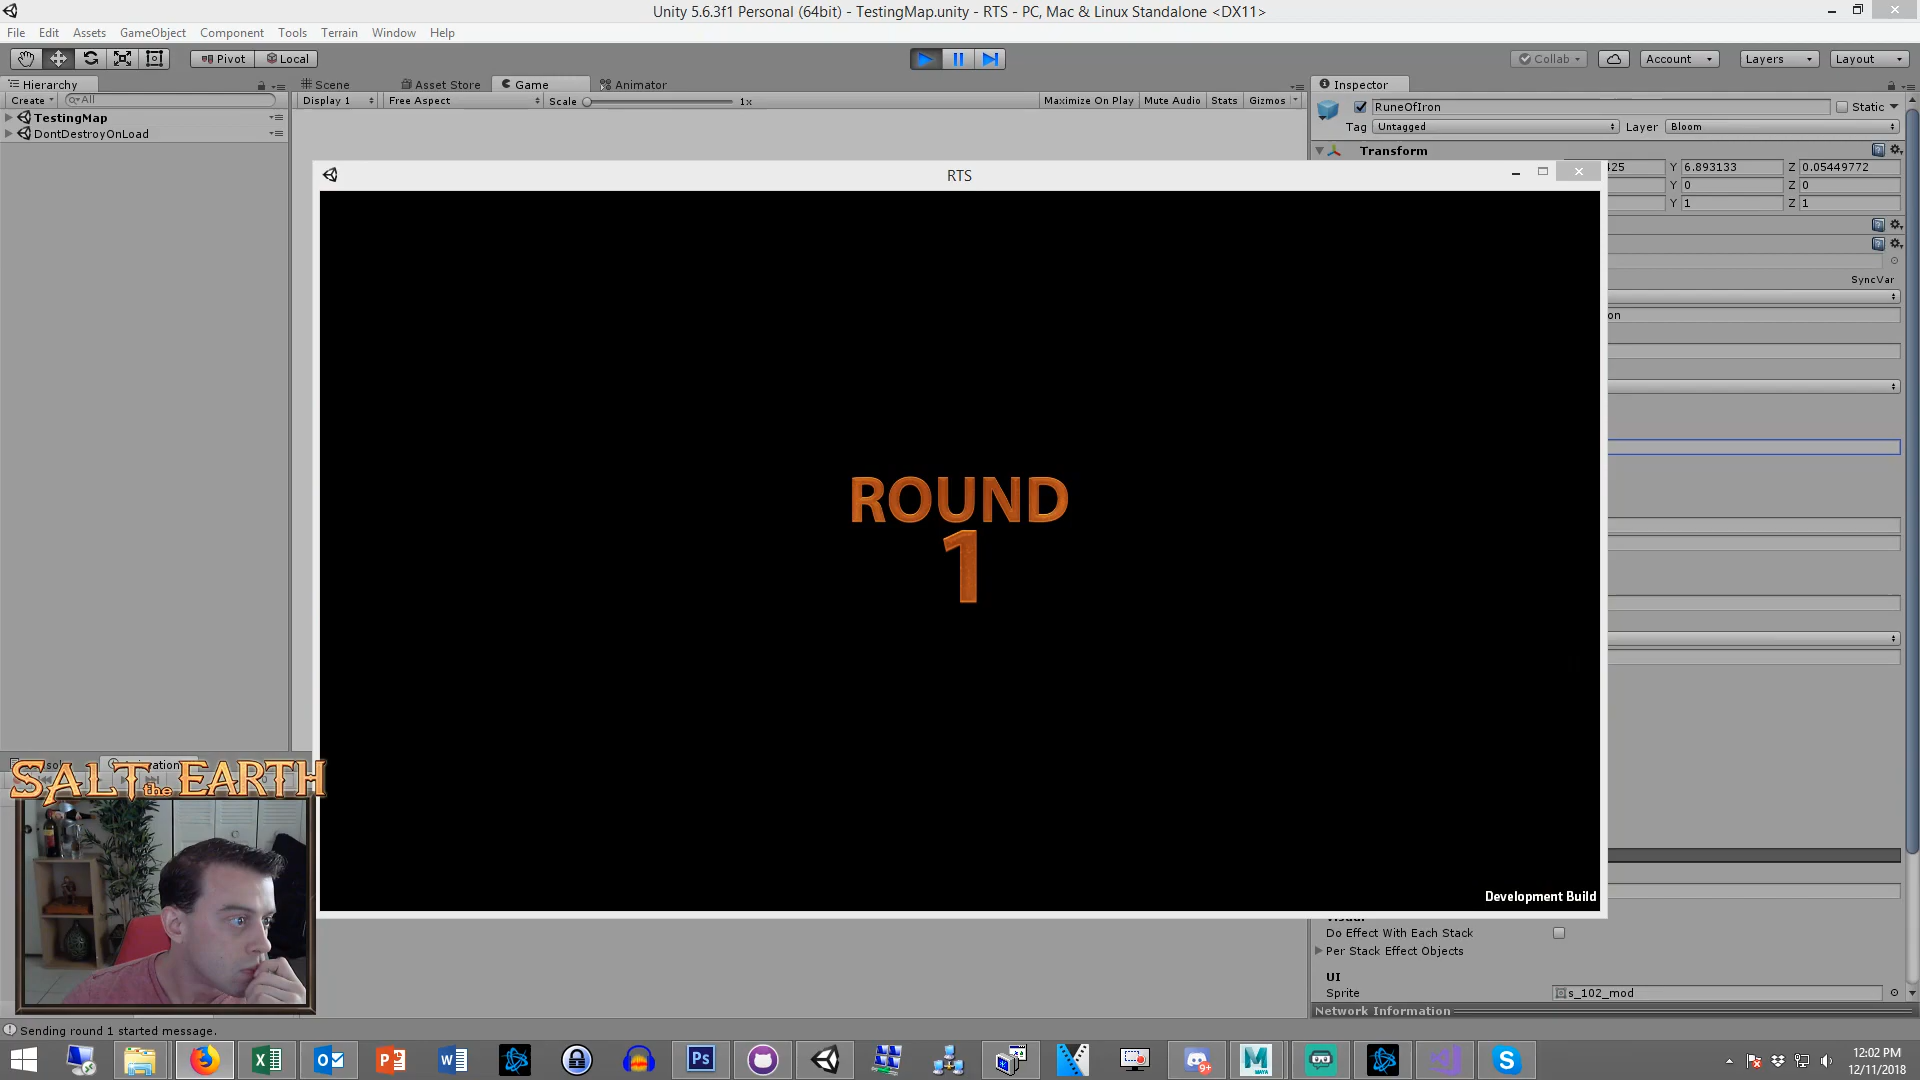 Unity 5.6.3f1 Personal (64bit) - TestingMap.unity - RTS - PC, Mac & Linux Standalone <DX11>
File Edit Assets GameObject Component Tools Terrain Window Help
Pivot Local Collab Account Layers Layout
Hierarchy Scene Asset Store Game Animator Inspector
Create All Display 1 Free Aspect Scale 1x Maximize On Play Mute Audio Stats Gizmos RuneOfIron Static
TestingMap Tag Untagged Layer Bloom
DontDestroyOnLoad
Transform
425 Y 6.893133 Z 0.05449772
Y 0 Z 0
Y 1 Z 1
RTS
SyncVar
on
ROUND
1
Development Build
SALT the EARTH
Do Effect With Each Stack
Per Stack Effect Objects
UI
Sprite s_102_mod
Network Information
Sending round 1 started message.
9+
MAYA
12:02 PM
12/11/2018